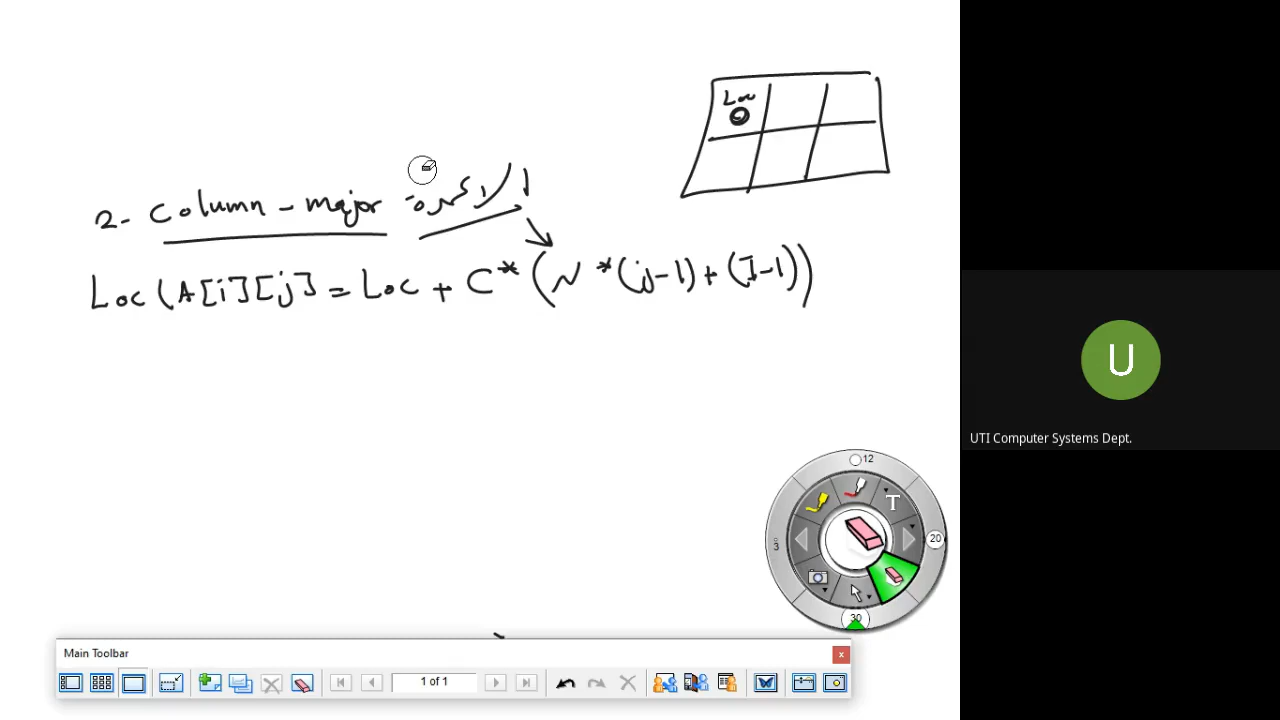 Loc
2- Column-major
Loc(A[i][j] = Loc + C*(N*(j-1)+(I-1))
12
T
3
20
30
U
UTI Computer Systems Dept.
Main Toolbar
x
1 of 1